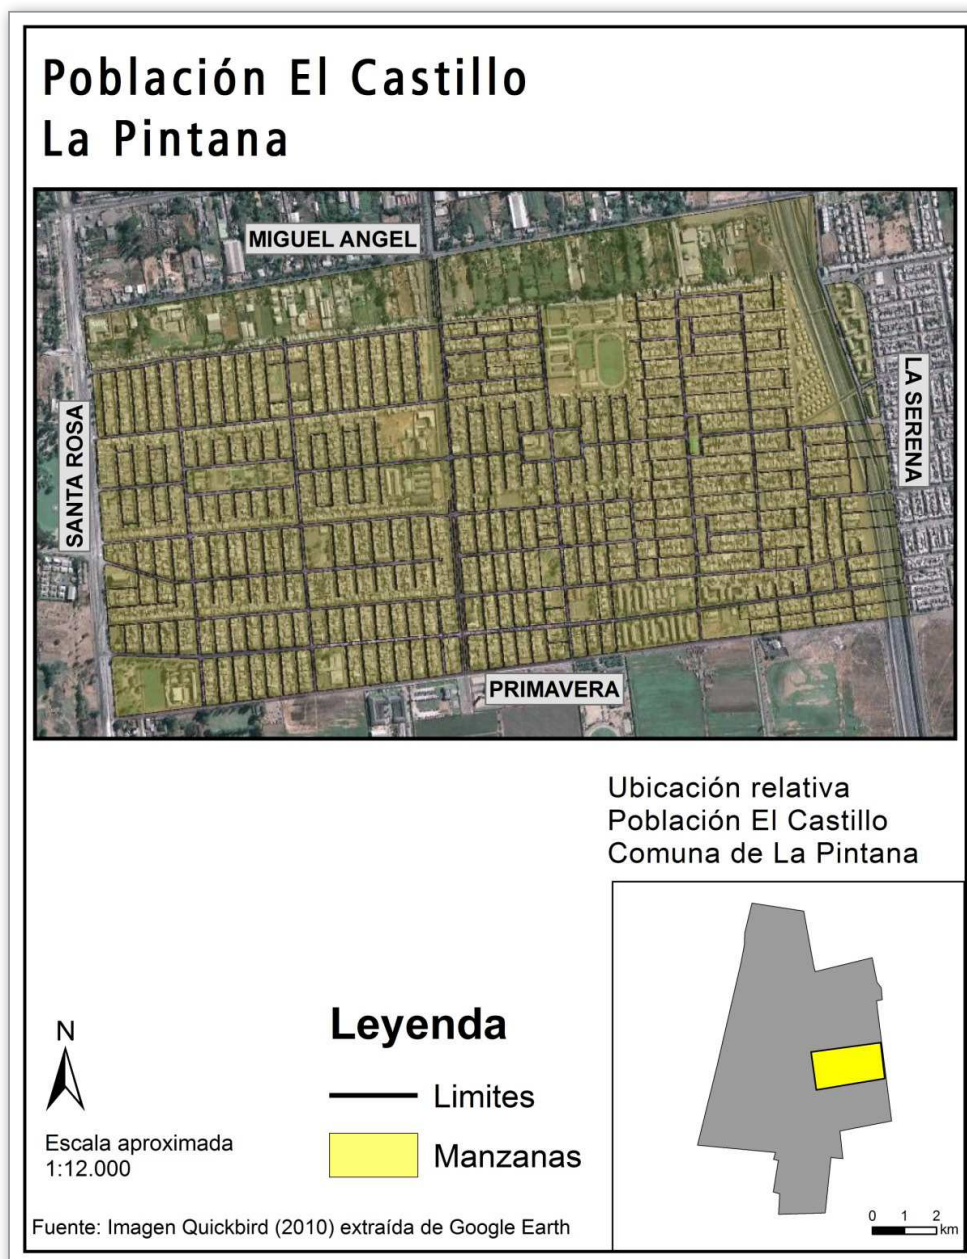 Población El Castillo
La Pintana
MIGUEL ANGEL
SANTA ROSA
LA SERENA
PRIMAVERA
Ubicación relativa
Población El Castillo
Comuna de La Pintana
N
Escala aproximada
1:12.000
Leyenda
Limites
Manzanas
0 1 2
km
Fuente: Imagen Quickbird (2010) extraída de Google Earth